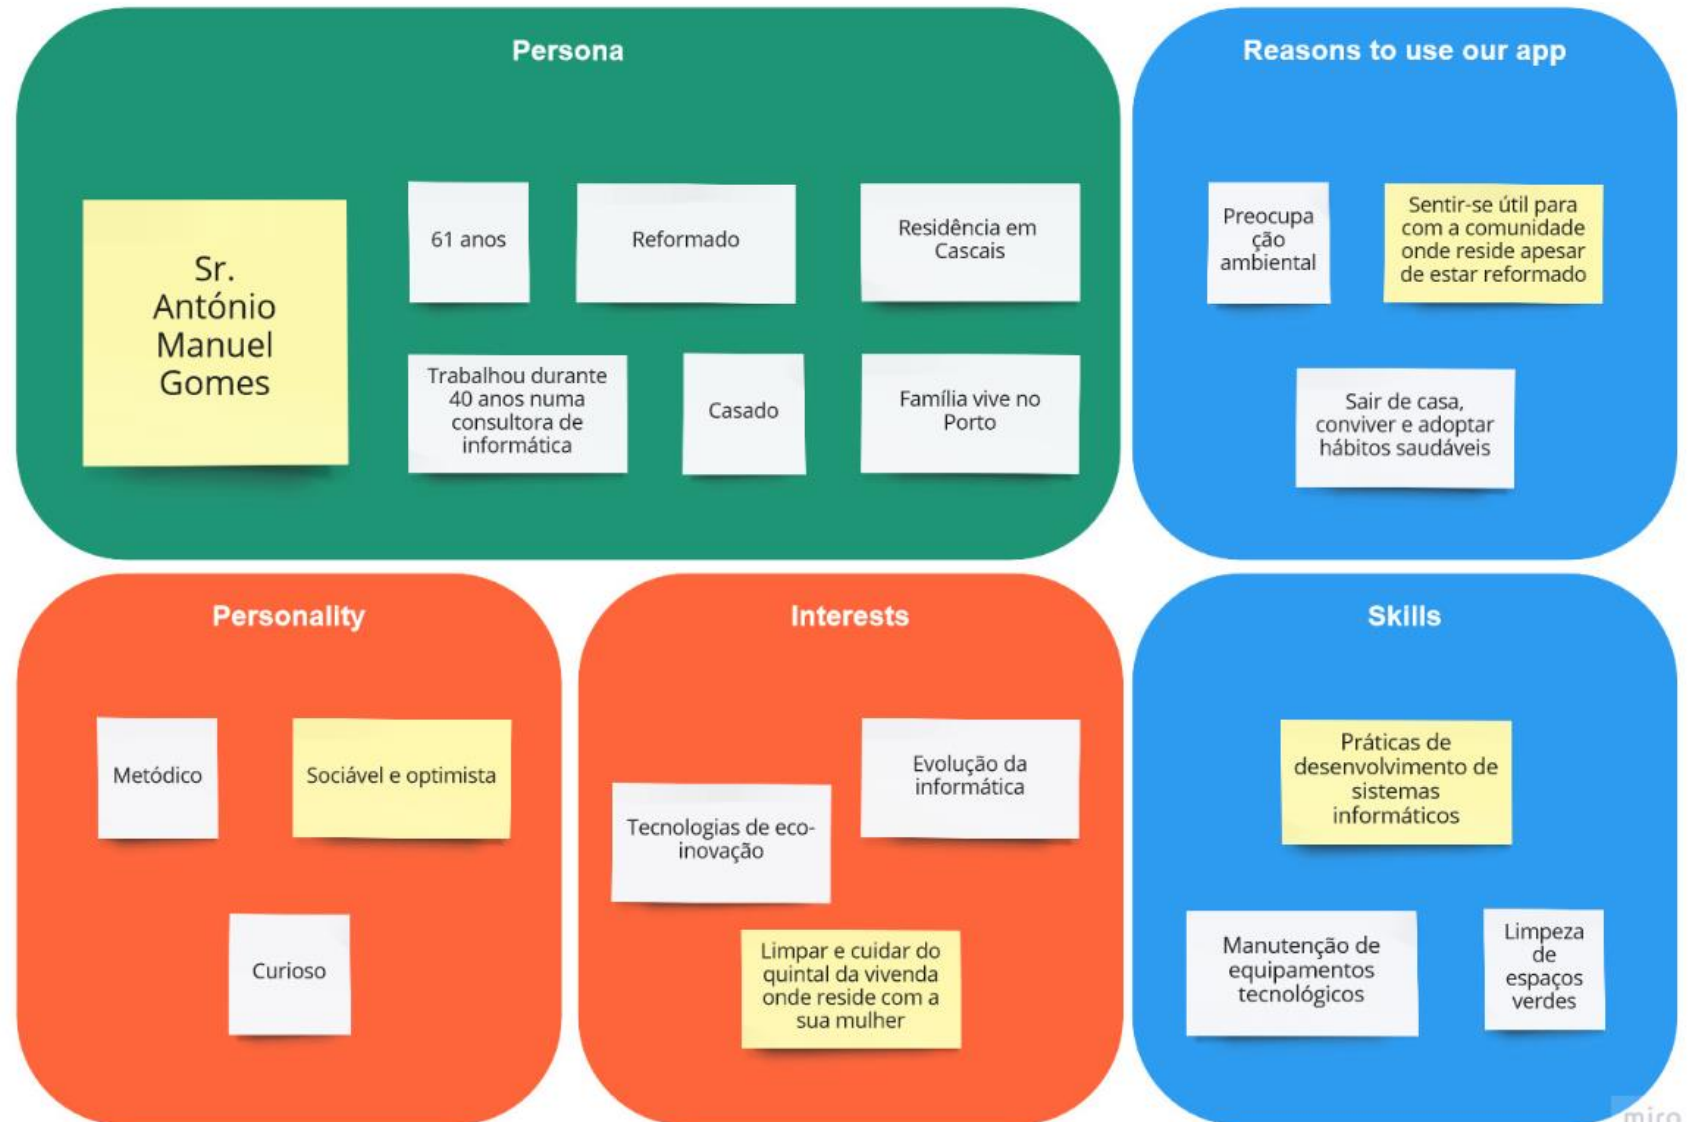 Persona
Sr.
António
Manuel
Gomes
61 anos
Reformado
Residência em
Cascais
Trabalhou durante
40 anos numa
consultora de
informática
Casado
Família vive no
Porto
Reasons to use our app
Preocupa
ção
ambiental
Sentir-se útil para
com a comunidade
onde reside apesar
de estar reformado
Sair de casa,
conviver e adoptar
hábitos saudáveis
Personality
Metódico
Sociável e optimista
Curioso
Interests
Evolução da
informática
Tecnologias de eco-
inovação
Limpar e cuidar do
quintal da vivenda
onde reside com a
sua mulher
Skills
Práticas de
desenvolvimento de
sistemas
informáticos
Manutenção de
equipamentos
tecnológicos
Limpeza
de
espaços
verdes
miro